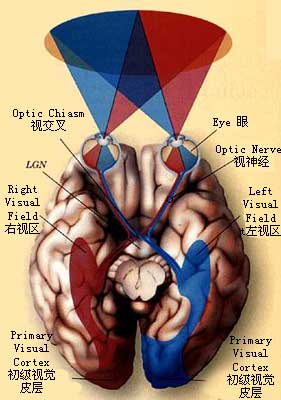 Optic Chiasm
视交叉
Eye 眼
Optic Nerve
视神经
LGN
Right
Visual
Field
右视区
Left
Visual
Field
左视区
Primary
Visual
Cortex
初级视觉
皮层
Primary
Visual
Cortex
初级视觉
皮层